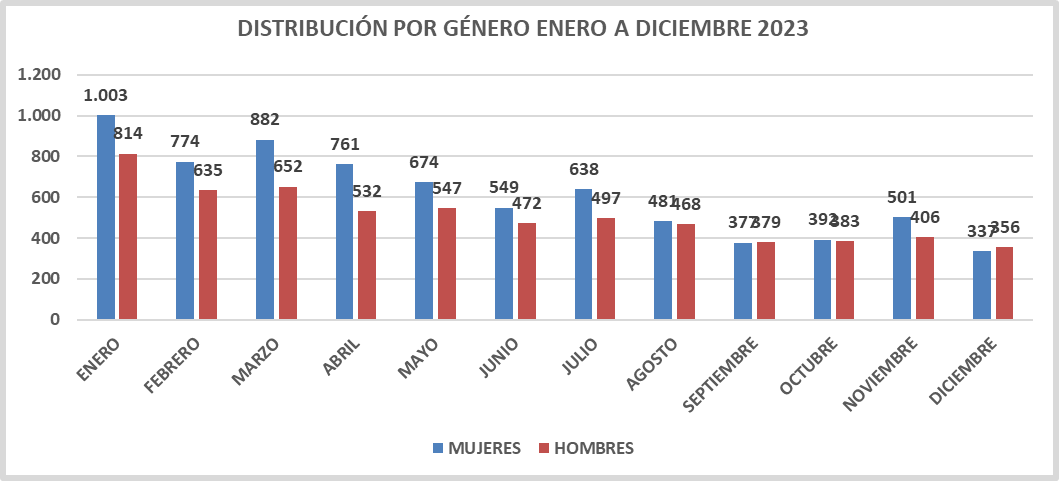 DISTRIBUCIÓN POR GÉNERO ENERO A DICIEMBRE 2023
1.200
1.000
800
600
400
200
0
1.003
814
774
635
882
652
761
532
674
547
549
472
638
497
481
468
377
379
392
383
501
406
337
356
ENERO
FEBRERO
MARZO
ABRIL
MAYO
JUNIO
JULIO
AGOSTO
SEPTIEMBRE
OCTUBRE
NOVIEMBRE
DICIEMBRE
MUJERES HOMBRES